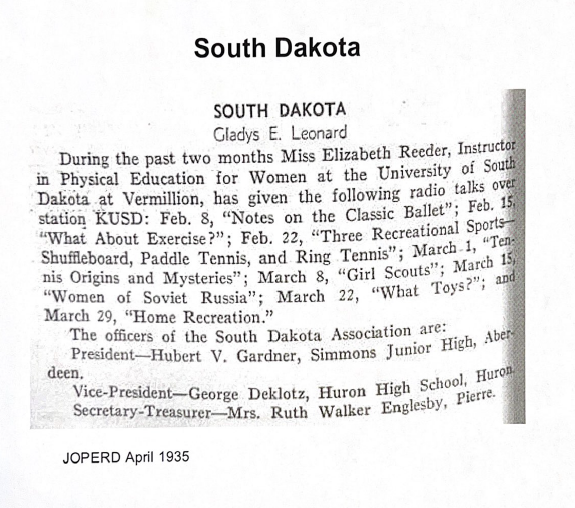 South Dakota
SOUTH DAKOTA
Gladys E. Leonard
During the past two months Miss Elizabeth Reeder, Instructor
in Physical Education for Women at the University of South
Dakota at Vermillion, has given the following radio talks over
station KUSD: Feb. 8, “Notes on the Classic Ballet”; Feb. 15,
“What About Exercise?”; Feb. 22, “Three Recreational Sports—
Shuffleboard, Paddle Tennis, and Ring Tennis”; March 1, “Ten-
nis Origins and Mysteries”; March 8, “Girl Scouts”; March 15,
“Women of Soviet Russia”; March 22, “What Toys?”; and
March 29, “Home Recreation.”
The officers of the South Dakota Association are:
President—Hubert V. Gardner, Simmons Junior High, Aber-
deen.
Vice-President—George Deklotz, Huron High School, Huron.
Secretary-Treasurer—Mrs. Ruth Walker Englesby, Pierre.
JOPERD April 1935